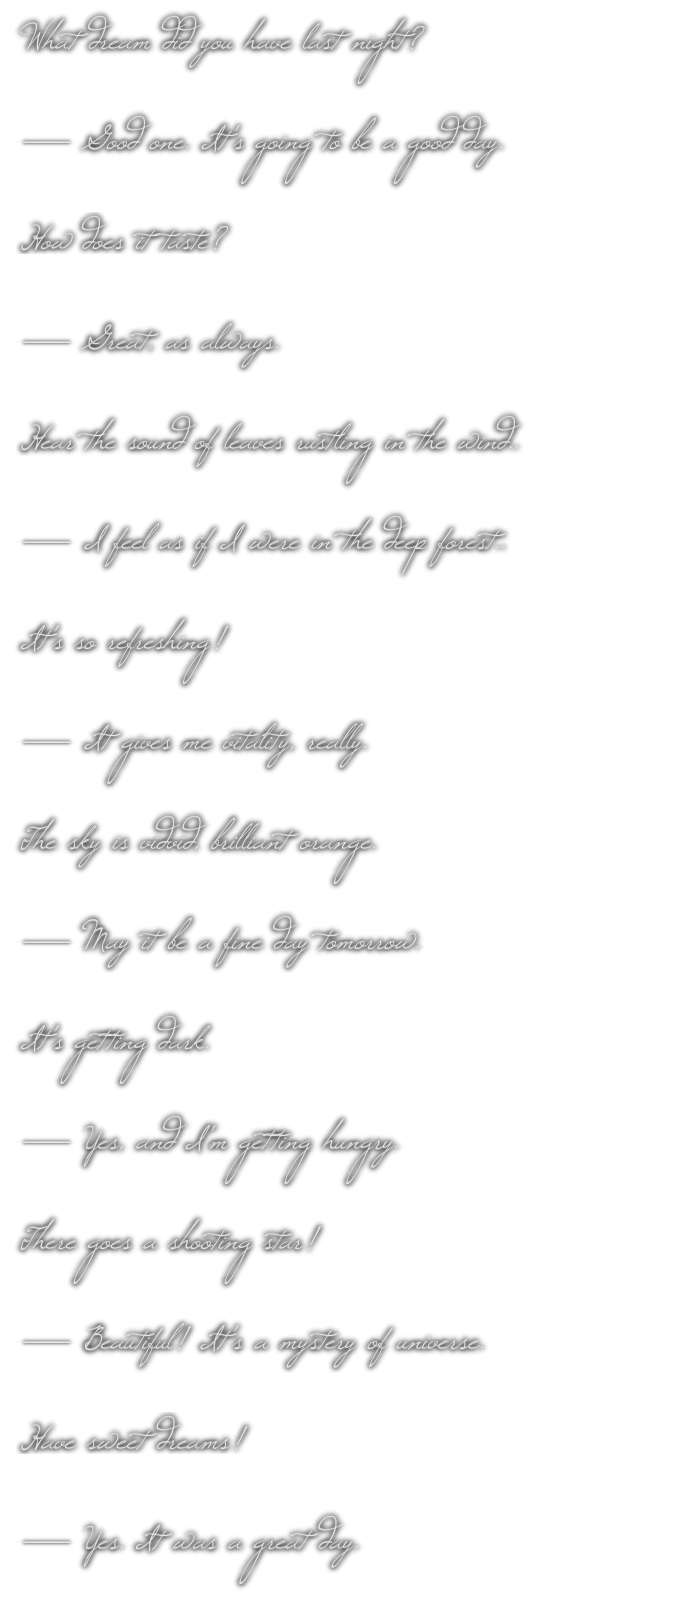 What dream did you have last night?
— Good one. It's going to be a good day.
How does it taste?
— Great, as always.
Hear the sound of leaves rustling in the wind..
— I feel as if I were in the deep forest..
It's so refreshing!
— It gives me vitality, really.
The sky is vidvid, brilliant orange.
— May it be a fine day tomorrow.
It's getting dark.
— Yes, and I'm getting hungry.
There goes a shooting star!
— Beautiful! It's a mystery of universe.
Have sweet dreams!
— Yes. It was a great day.